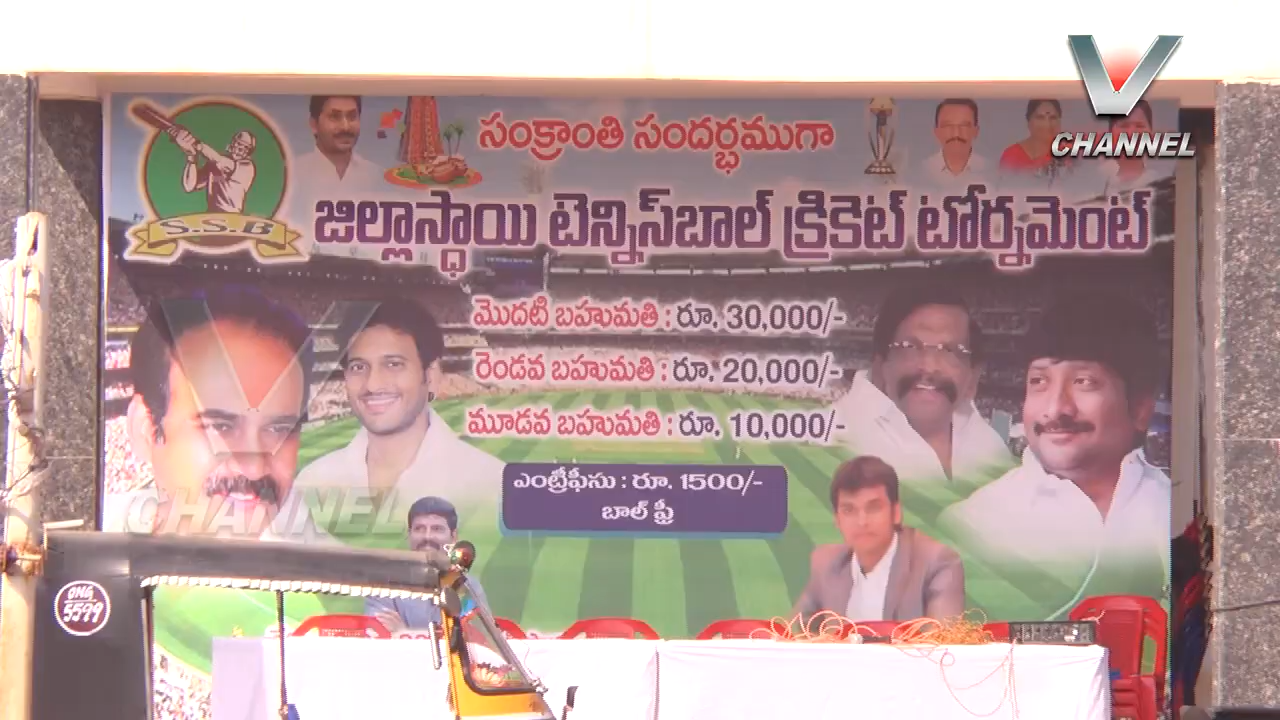 V
CHANNEL
సంక్రాంతి సందర్భముగా
S.S.B
జిల్లాస్థాయి టెన్నిస్‌బాల్ క్రికెట్ టోర్నమెంట్
మొదటి బహుమతి : రూ. 30,000/-
రెండవ బహుమతి : రూ. 20,000/-
మూడవ బహుమతి : రూ. 10,000/-
ఎంట్రీఫీసు : రూ. 1500/-
బాల్ ఫ్రీ
V
CHANNEL
ONG
5599